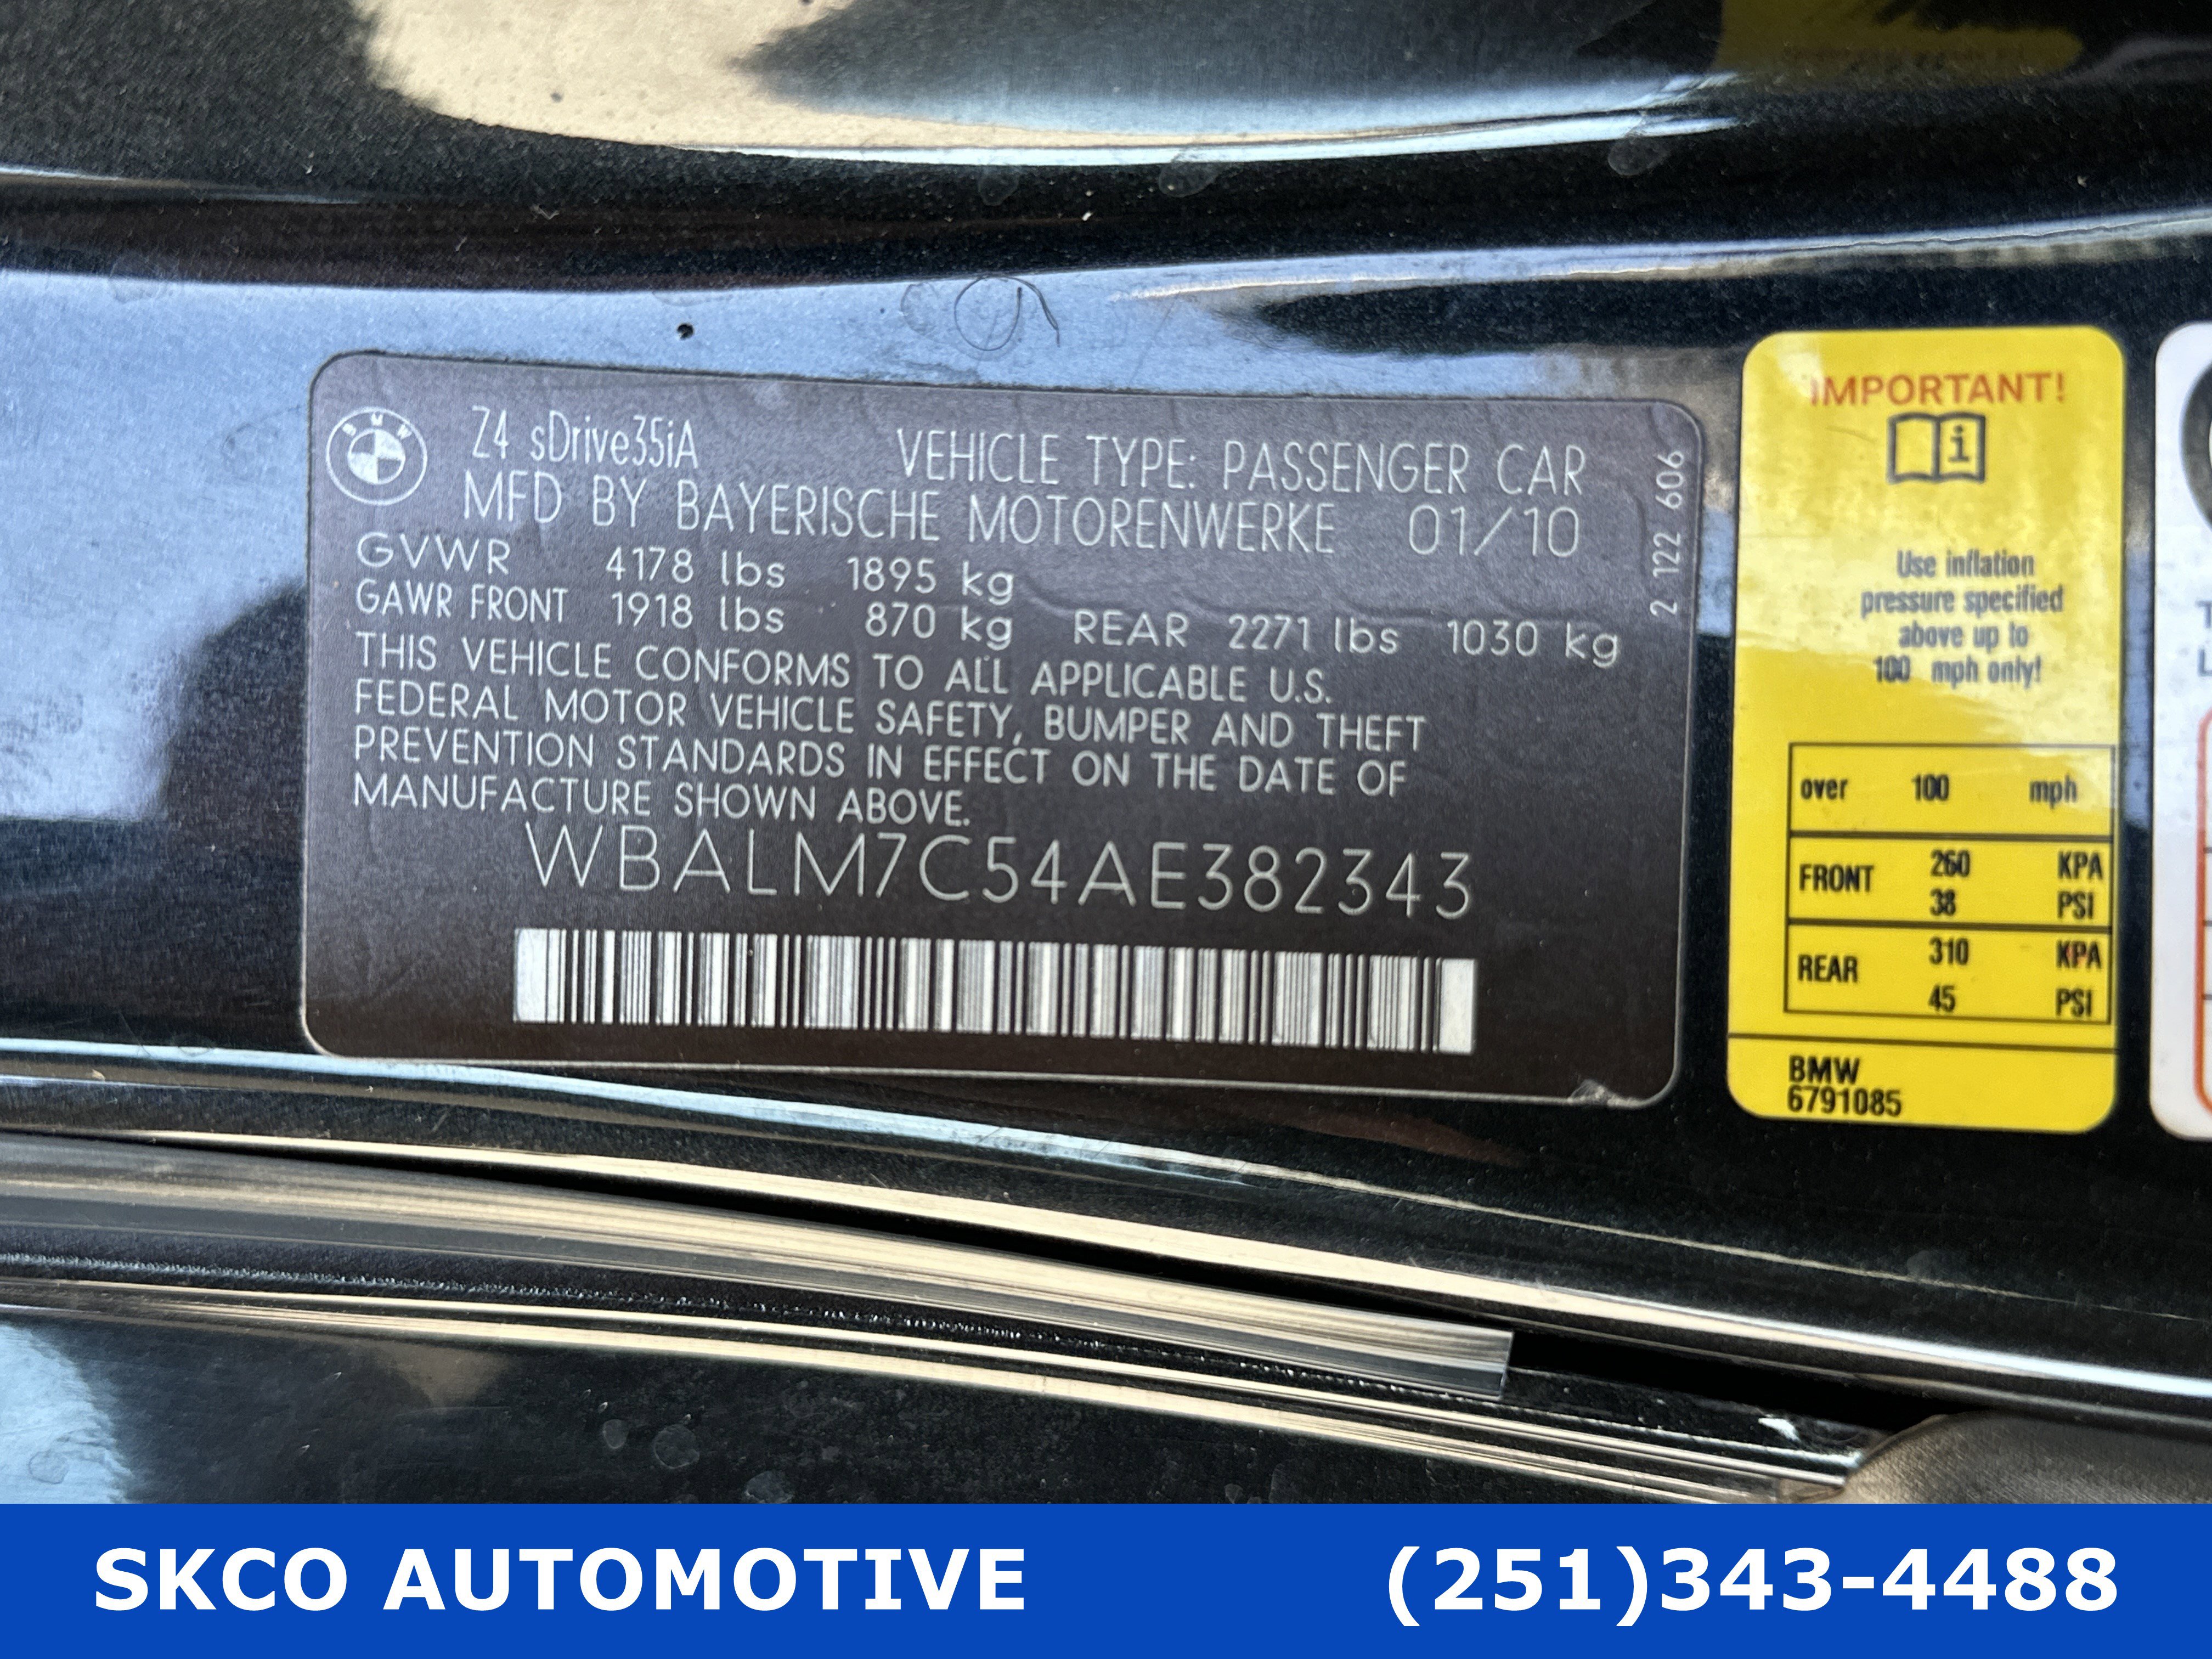 BMW
Z4 sDrive35iA
VEHICLE TYPE: PASSENGER CAR
MFD BY BAYERISCHE MOTORENWERKE 01/10
GVWR 4178 lbs 1895 kg
GAWR FRONT 1918 lbs 870 kg REAR 2271 lbs 1030 kg
THIS VEHICLE CONFORMS TO ALL APPLICABLE U.S.
FEDERAL MOTOR VEHICLE SAFETY, BUMPER AND THEFT
PREVENTION STANDARDS IN EFFECT ON THE DATE OF
MANUFACTURE SHOWN ABOVE.
WBALM7C54AE382343
2 122 606
IMPORTANT!
i
Use inflation
pressure specified
above up to
100 mph only!
over 100 mph
FRONT 260 KPA
38 PSI
REAR 310 KPA
45 PSI
BMW
6791085
SKCO AUTOMOTIVE (251)343-4488